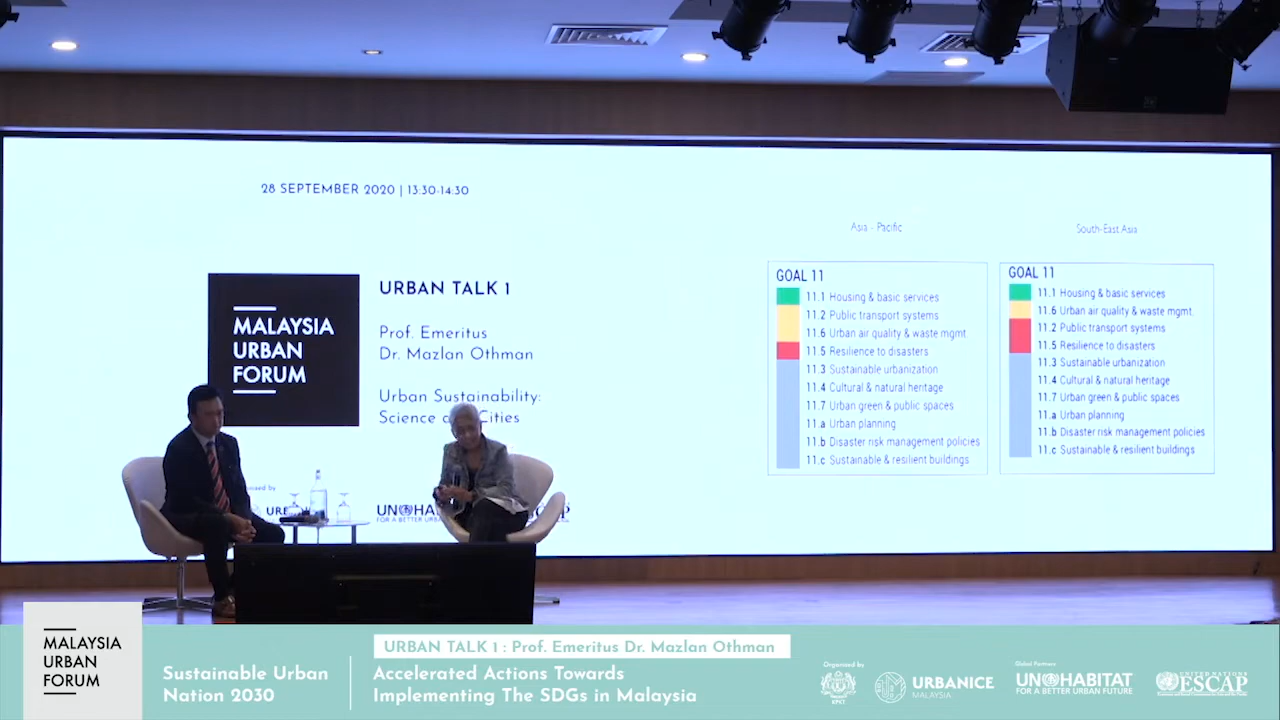 28 SEPTEMBER 2020 | 13:30-14:30
MALAYSIA
URBAN
FORUM
URBAN TALK 1
Prof. Emeritus
Dr. Mazlan Othman
Urban Sustainability:
Science Cities
UN HABITAT
FOR A BETTER URBA
Asia - Pacific
GOAL 11
11.1 Housing & basic services
11.2 Public transport systems
11.6 Urban air quality & waste mgmt.
11.5 Resilience to disasters
11.3 Sustainable urbanization
11.4 Cultural & natural heritage
11.7 Urban green & public spaces
11.a Urban planning
11.b Disaster risk management policies
11.c Sustainable & resilient buildings
South-East Asia
GOAL 11
11.1 Housing & basic services
11.6 Urban air quality & waste mgmt.
11.2 Public transport systems
11.5 Resilience to disasters
11.3 Sustainable urbanization
11.4 Cultural & natural heritage
11.7 Urban green & public spaces
11.a Urban planning
11.b Disaster risk management policies
11.c Sustainable & resilient buildings
MALAYSIA
URBAN
FORUM
Sustainable Urban
Nation 2030
URBAN TALK 1 : Prof. Emeritus Dr. Mazlan Othman
Accelerated Actions Towards
Implementing The SDGs in Malaysia
Organised by
KPKT
URBANICE
MALAYSIA
Global Partners
UN HABITAT
FOR A BETTER URBAN FUTURE
UNITED NATIONS
ESCAP